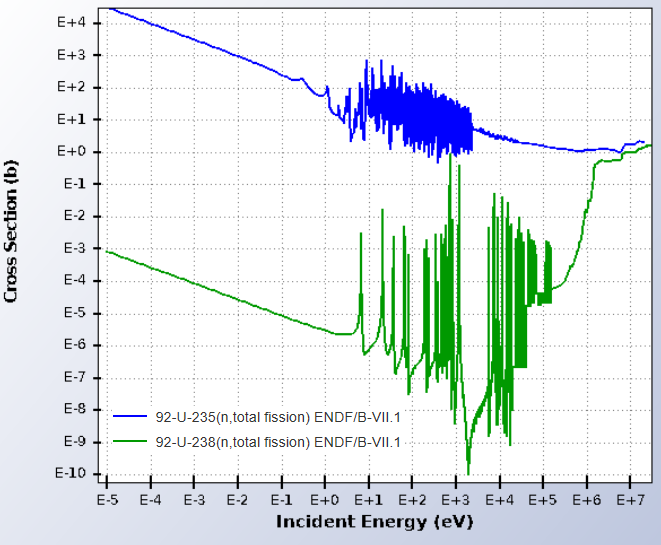 E+4
E+3
E+2
E+1
E+0
E-1
E-2
E-3
E-4
E-5
E-6
E-7
E-8
E-9
E-10
Cross Section (b)
92-U-235(n,total fission) ENDF/B-VII.1
92-U-238(n,total fission) ENDF/B-VII.1
E-5 E-4 E-3 E-2 E-1 E+0 E+1 E+2 E+3 E+4 E+5 E+6 E+7
Incident Energy (eV)